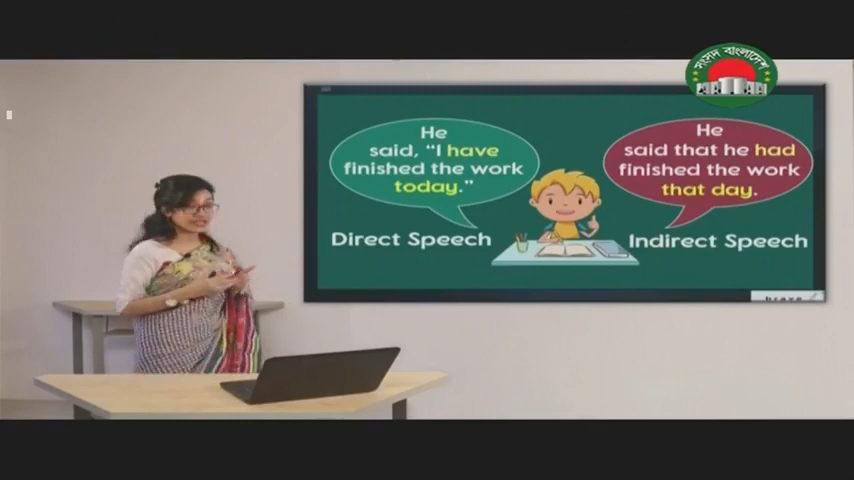 সংসদ বাংলাদেশ
He
said, “I have
finished the work
today.”
Direct Speech
He
said that he had
finished the work
that day.
Indirect Speech